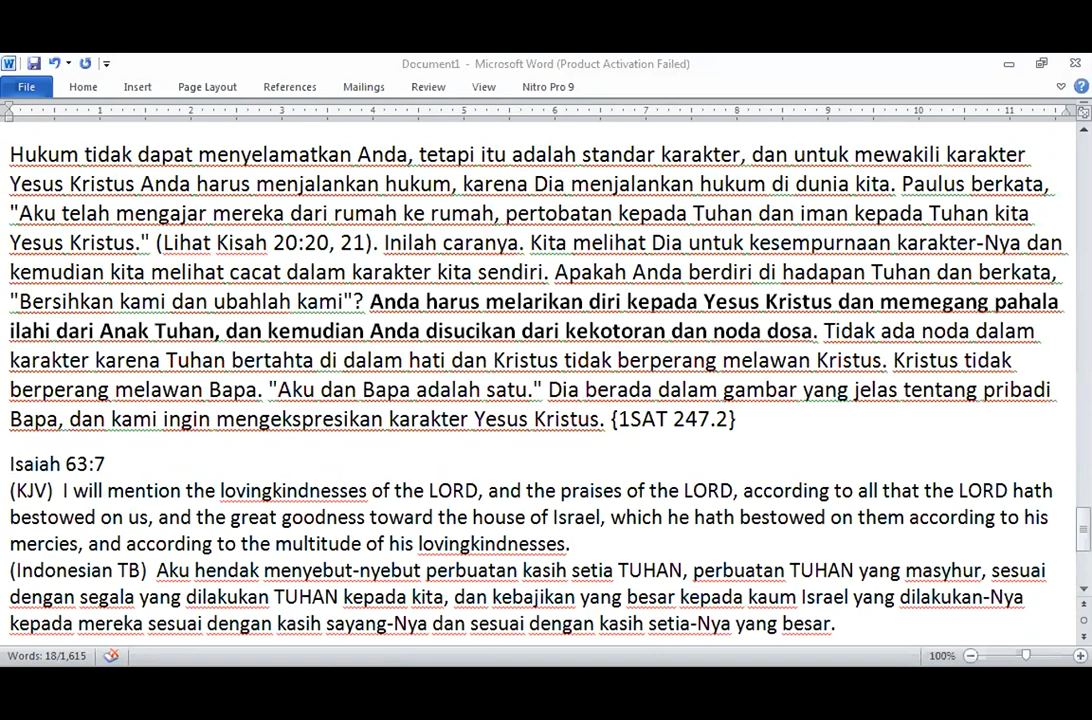 Document1 - Microsoft Word (Product Activation Failed)
File Home Insert Page Layout References Mailings Review View Nitro Pro 9
1 2 3 4 5 6 7 8 9 10 11
Hukum tidak dapat menyelamatkan Anda, tetapi itu adalah standar karakter, dan untuk mewakili karakter
Yesus Kristus Anda harus menjalankan hukum, karena Dia menjalankan hukum di dunia kita. Paulus berkata,
"Aku telah mengajar mereka dari rumah ke rumah, pertobatan kepada Tuhan dan iman kepada Tuhan kita
Yesus Kristus." (Lihat Kisah 20:20, 21). Inilah caranya. Kita melihat Dia untuk kesempurnaan karakter-Nya dan
kemudian kita melihat cacat dalam karakter kita sendiri. Apakah Anda berdiri di hadapan Tuhan dan berkata,
"Bersihkan kami dan ubahlah kami"? Anda harus melarikan diri kepada Yesus Kristus dan memegang pahala
ilahi dari Anak Tuhan, dan kemudian Anda disucikan dari kekotoran dan noda dosa. Tidak ada noda dalam
karakter karena Tuhan bertahta di dalam hati dan Kristus tidak berperang melawan Kristus. Kristus tidak
berperang melawan Bapa. "Aku dan Bapa adalah satu." Dia berada dalam gambar yang jelas tentang pribadi
Bapa, dan kami ingin mengekspresikan karakter Yesus Kristus. {1SAT 247.2}
Isaiah 63:7
(KJV) I will mention the lovingkindnesses of the LORD, and the praises of the LORD, according to all that the LORD hath
bestowed on us, and the great goodness toward the house of Israel, which he hath bestowed on them according to his
mercies, and according to the multitude of his lovingkindnesses.
(Indonesian TB) Aku hendak menyebut-nyebut perbuatan kasih setia TUHAN, perbuatan TUHAN yang masyhur, sesuai
dengan segala yang dilakukan TUHAN kepada kita, dan kebajikan yang besar kepada kaum Israel yang dilakukan-Nya
kepada mereka sesuai dengan kasih sayang-Nya dan sesuai dengan kasih setia-Nya yang besar.
Words: 18/1,615 100%